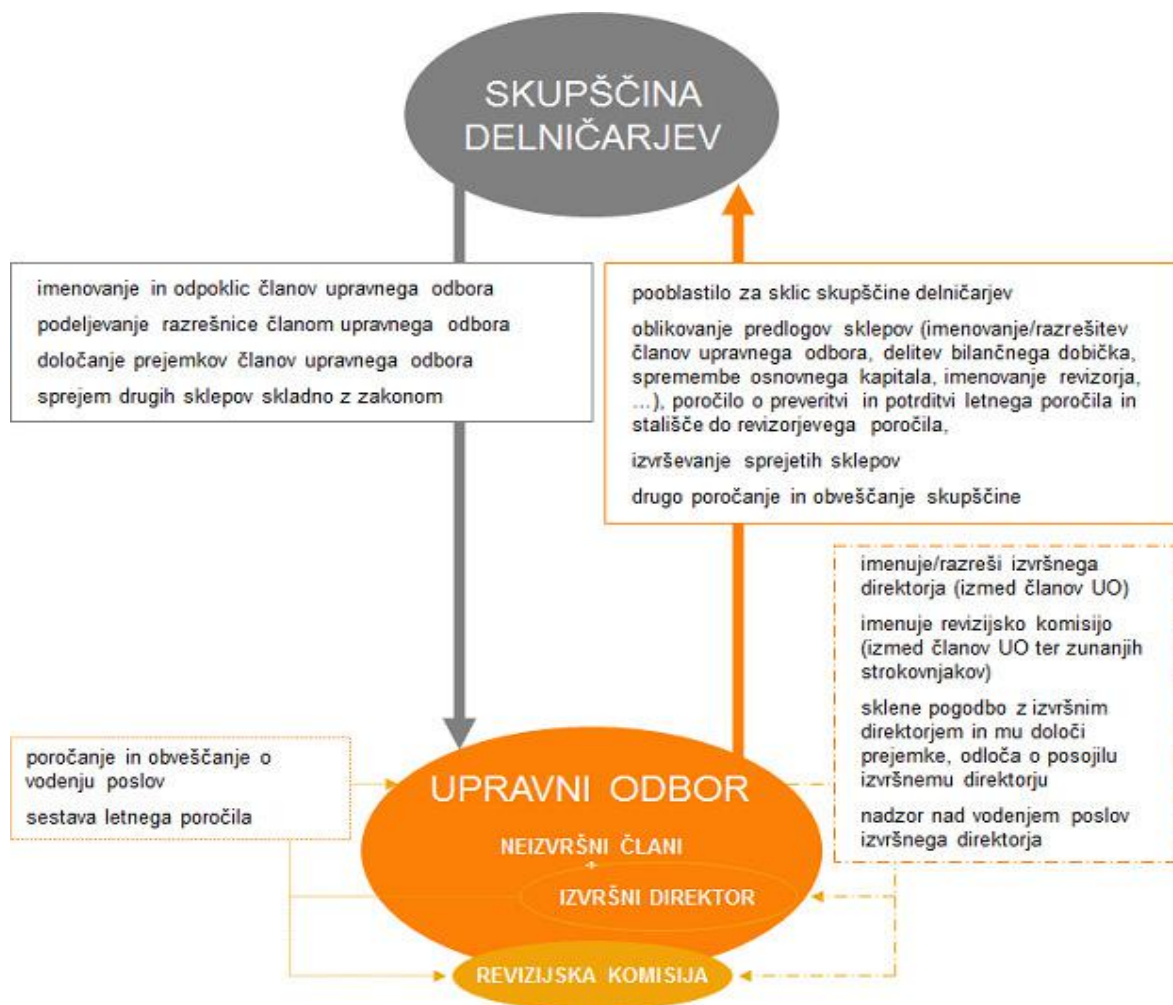 SKUPŠČINA
DELNIČARJEV
imenovanje in odpoklic članov upravnega odbora
podeljevanje razrešnice članom upravnega odbora
določanje prejemkov članov upravnega odbora
sprejem drugih sklepov skladno z zakonom
pooblastilo za sklic skupščine delničarjev
oblikovanje predlogov sklepov (imenovanje/razrešitev
članov upravnega odbora, delitev bilančnega dobička,
spremembe osnovnega kapitala, imenovanje revizorja,
…), poročilo o preveritvi in potrditvi letnega poročila in
stališče do revizorjevega poročila,
izvrševanje sprejetih sklepov
drugo poročanje in obveščanje skupščine
imenuje/razreši izvršnega
direktorja (izmed članov UO)
imenuje revizijsko komisijo
(izmed članov UO ter zunanjih
strokovnjakov)
sklene pogodbo z izvršnim
direktorjem in mu določi
prejemke, odloča o posojilu
izvršnemu direktorju
nadzor nad vodenjem poslov
izvršnega direktorja
poročanje in obveščanje o
vodenju poslov
sestava letnega poročila
UPRAVNI ODBOR
NEIZVRŠNI ČLANI
+
IZVRŠNI DIREKTOR
REVIZIJSKA KOMISIJA